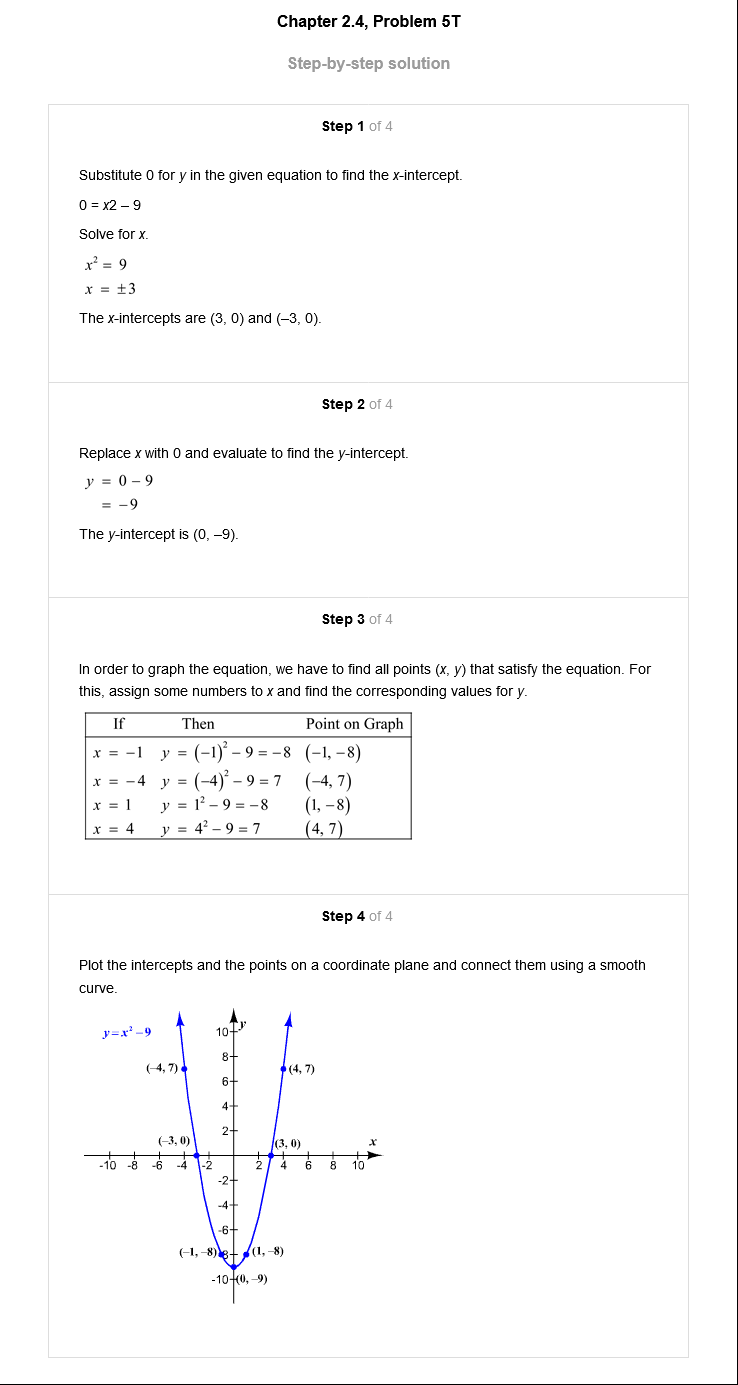 Chapter 2.4, Problem 5T
Step-by-step solution
Step 1 of 4
Substitute 0 for y in the given equation to find the x-intercept.
0 = x2 – 9
Solve for x.
x² = 9
x = ±3
The x-intercepts are (3, 0) and (–3, 0).
Step 2 of 4
Replace x with 0 and evaluate to find the y-intercept.
y = 0 – 9
= –9
The y-intercept is (0, –9).
Step 3 of 4
In order to graph the equation, we have to find all points (x, y) that satisfy the equation. For
this, assign some numbers to x and find the corresponding values for y.
If Then Point on Graph
x = –1 y = (–1)² – 9 = –8 (–1, –8)
x = –4 y = (–4)² – 9 = 7 (–4, 7)
x = 1 y = 1² – 9 = –8 (1, –8)
x = 4 y = 4² – 9 = 7 (4, 7)
Step 4 of 4
Plot the intercepts and the points on a coordinate plane and connect them using a smooth
curve.
y
y=x²–9 10
8
(–4, 7) (4, 7)
6
4
2
(–3, 0) (3, 0) x
-10 -8 -6 -4 -2 2 4 6 8 10
-2
-4
-6
(–1, –8) -8 (1, –8)
-10 (0, –9)